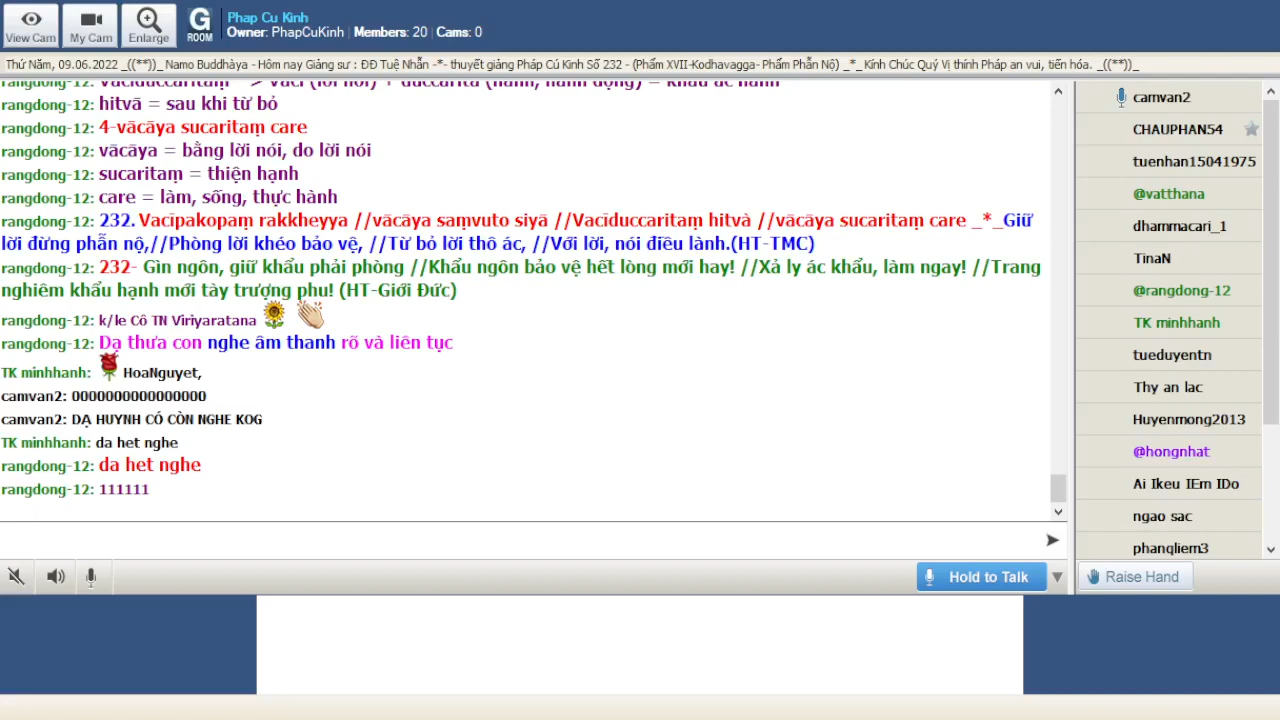 View Cam
My Cam
Enlarge
G
ROOM
Phap Cu Kinh
Owner: PhapCuKinh | Members: 20 | Cams: 0
Thứ Năm, 09.06.2022 _((**))_ Namo Buddhàya - Hôm nay Giảng sư : ĐĐ Tuệ Nhẫn -*- thuyết giảng Pháp Cú Kinh Số 232 - (Phẩm XVII-Kodhavagga- Phẩm Phẫn Nộ) _*_Kính Chúc Quý Vị thính Pháp an vui, tiến hóa. _((**))_
rangdong-12: hitvā = sau khi từ bỏ
rangdong-12: 4-vācāya sucaritaṃ care
rangdong-12: vācāya = bằng lời nói, do lời nói
rangdong-12: sucaritaṃ = thiện hạnh
rangdong-12: care = làm, sống, thực hành
rangdong-12: 232. Vacīpakopaṃ rakkheyya //vācāya saṃvuto siyā //Vacīduccaritaṃ hitvà //vācāya sucaritaṃ care _*_Giữ
lời đừng phẫn nộ,//Phòng lời khéo bảo vệ, //Từ bỏ lời thô ác, //Với lời, nói điều lành.(HT-TMC)
rangdong-12: 232- Gìn ngôn, giữ khẩu phải phòng //Khẩu ngôn bảo vệ hết lòng mới hay! //Xả ly ác khẩu, làm ngay! //Trang
nghiêm khẩu hạnh mới tày trượng phu! (HT-Giới Đức)
rangdong-12: k/le Cô TN Viriyaratana
rangdong-12: Dạ thưa con nghe âm thanh rõ và liên tục
TK minhhanh: HoaNguyet,
camvan2: 0000000000000000
camvan2: DẠ HUYNH CÓ CÒN NGHE KOG
TK minhhanh: da het nghe
rangdong-12: da het nghe
rangdong-12: 111111
Hold to Talk
camvan2
CHAUPHAN54
tuenhan15041975
@vatthana
dhammacari_1
TinaN
@rangdong-12
TK minhhanh
tueduyentn
Thy an lac
Huyenmong2013
@hongnhat
Ai Ikeu IEm IDo
ngao sac
phangliem3
Raise Hand